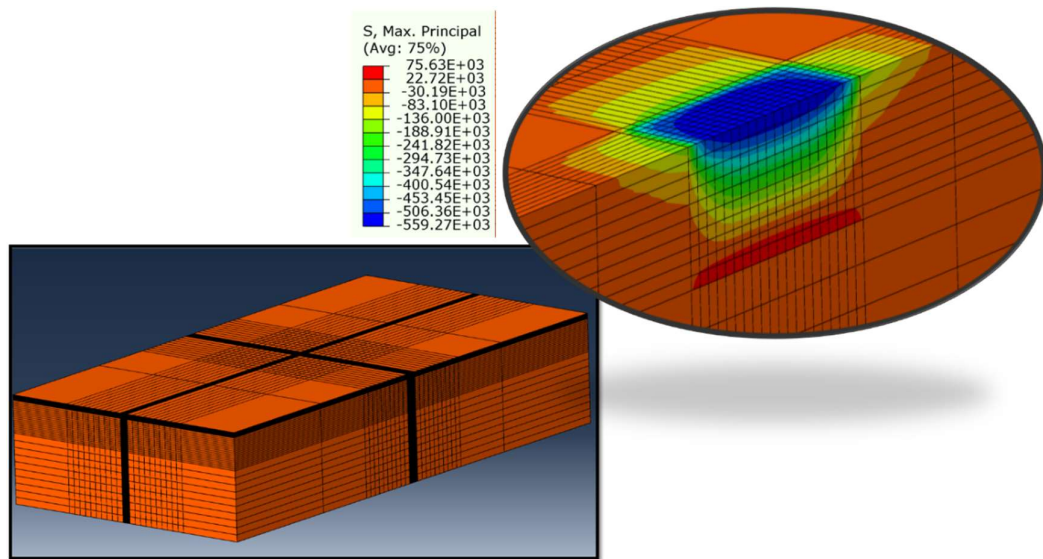 S, Max. Principal
(Avg: 75%)
75.63E+03
22.72E+03
-30.19E+03
-83.10E+03
-136.00E+03
-188.91E+03
-241.82E+03
-294.73E+03
-347.64E+03
-400.54E+03
-453.45E+03
-506.36E+03
-559.27E+03